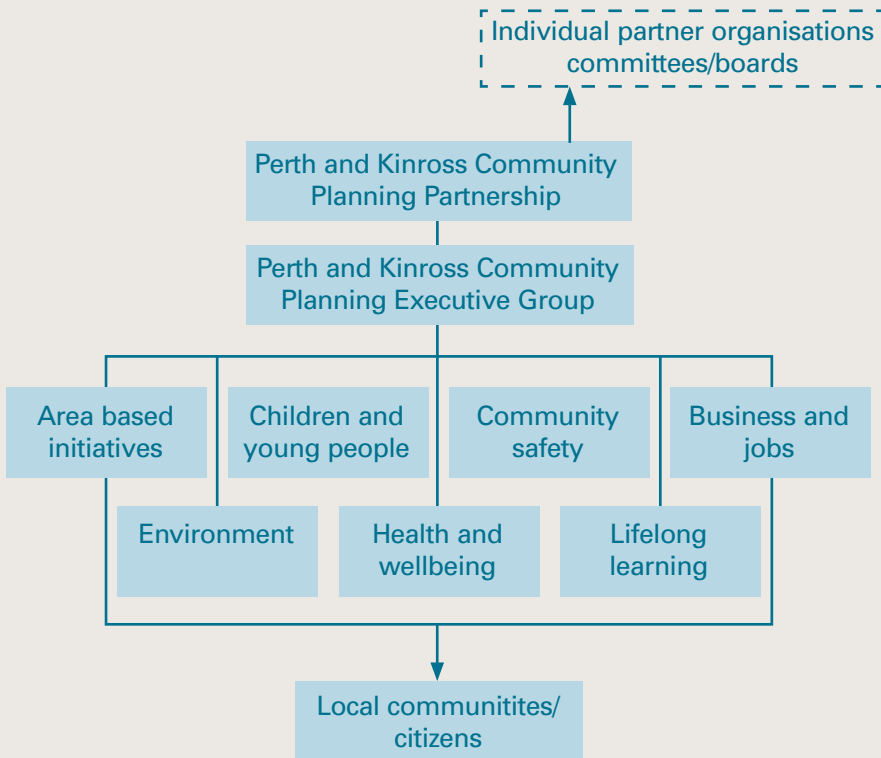 Individual partner organisations
committees/boards
Perth and Kinross Community
Planning Partnership
Perth and Kinross Community
Planning Executive Group
Area based
initiatives
Children and
young people
Community
safety
Business and
jobs
Environment
Health and
wellbeing
Lifelong
learning
Local communitites/
citizens